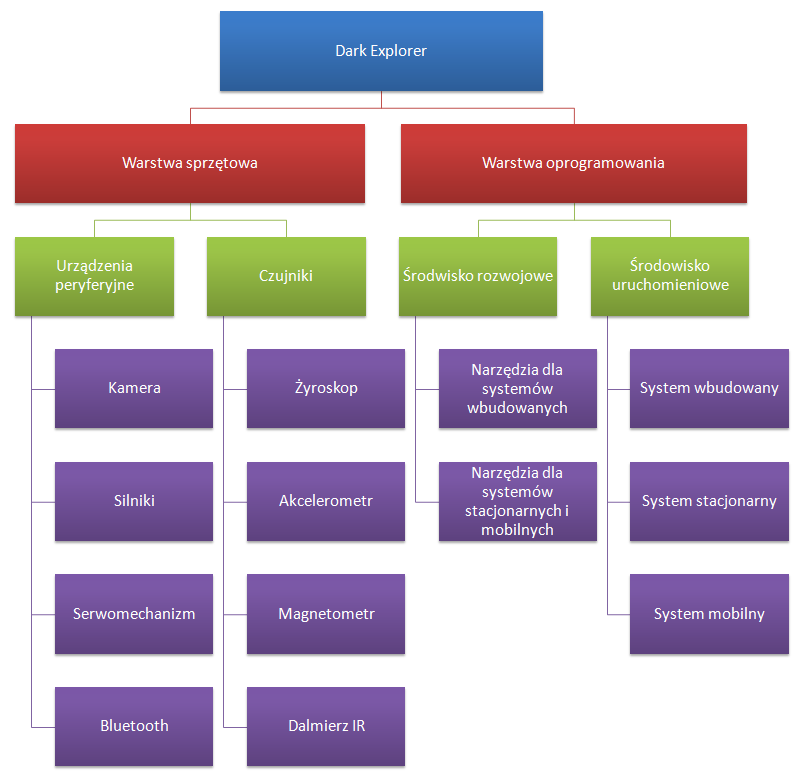 Dark Explorer
Warstwa sprzętowa
Warstwa oprogramowania
Urządzenia
peryferyjne
Czujniki
Środwisko rozwojowe
Środowisko
uruchomieniowe
Kamera
Silniki
Serwomechanizm
Bluetooth
Żyroskop
Akcelerometr
Magnetometr
Dalmierz IR
Narzędzia dla
systemów
wbudowanych
Narzędzia dla
systemów
stacjonarnych i
mobilnych
System wbudowany
System stacjonarny
System mobilny